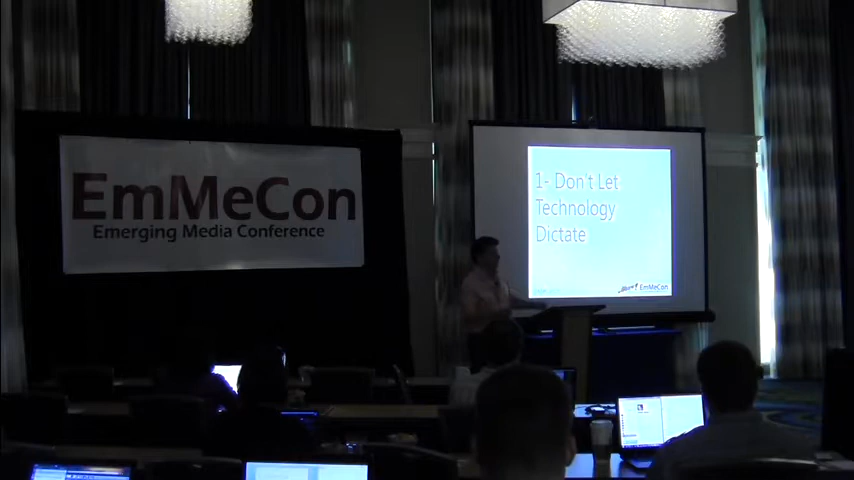 EmMeCon
Emerging Media Conference
1- Don't Let
Technology
Dictate
EmMeCon